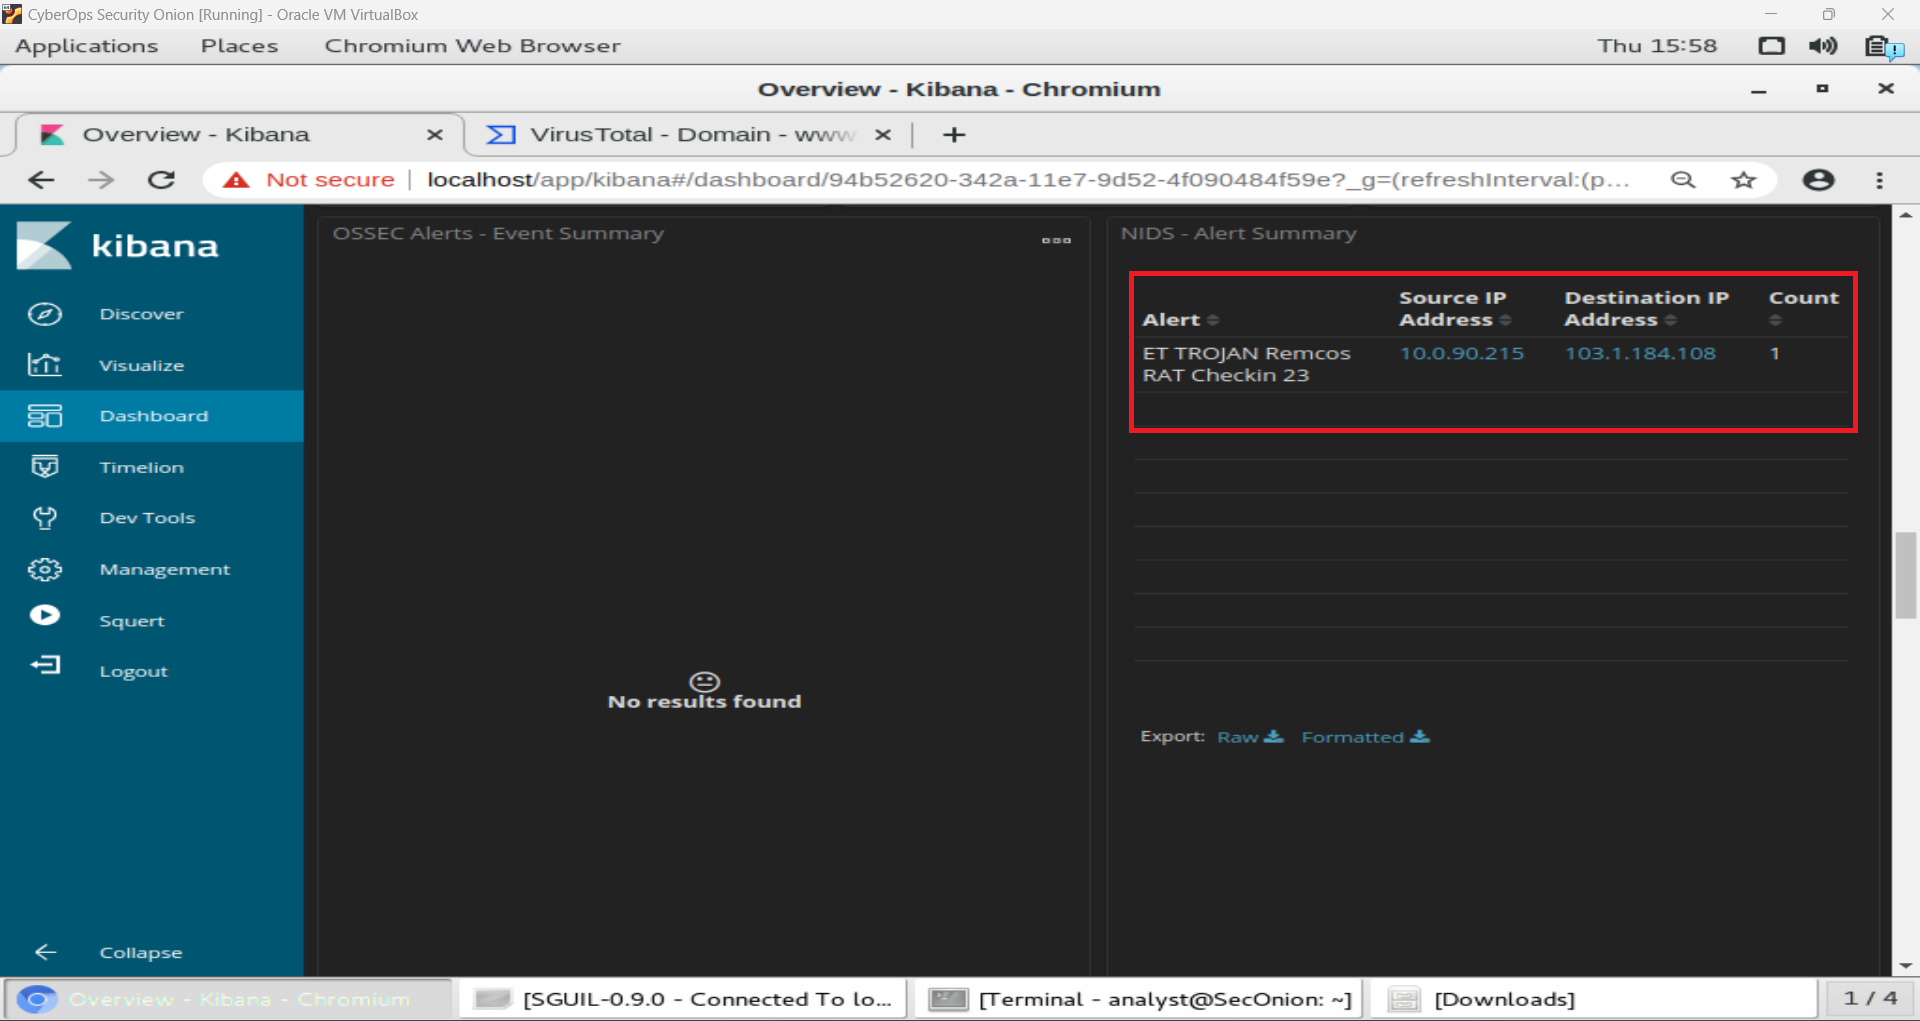 CyberOps Security Onion [Running] - Oracle VM VirtualBox
Applications Places Chromium Web Browser Thu 15:58
Overview - Kibana - Chromium
Overview - Kibana VirusTotal - Domain - www
Not secure localhost/app/kibana#/dashboard/94b52620-342a-11e7-9d52-4f090484f59e?_g=(refreshInterval:(p...
kibana
Discover
Visualize
Dashboard
Timelion
Dev Tools
Management
Squert
Logout
Collapse
OSSEC Alerts - Event Summary
No results found
NIDS - Alert Summary
Alert Source IP Address Destination IP Address Count
ET TROJAN Remcos 10.0.90.215 103.1.184.108 1
RAT Checkin 23
Export: Raw Formatted
Overview - Kibana - Chromium [SGUIL-0.9.0 - Connected To lo... [Terminal - analyst@SecOnion: ~] [Downloads] 1 / 4